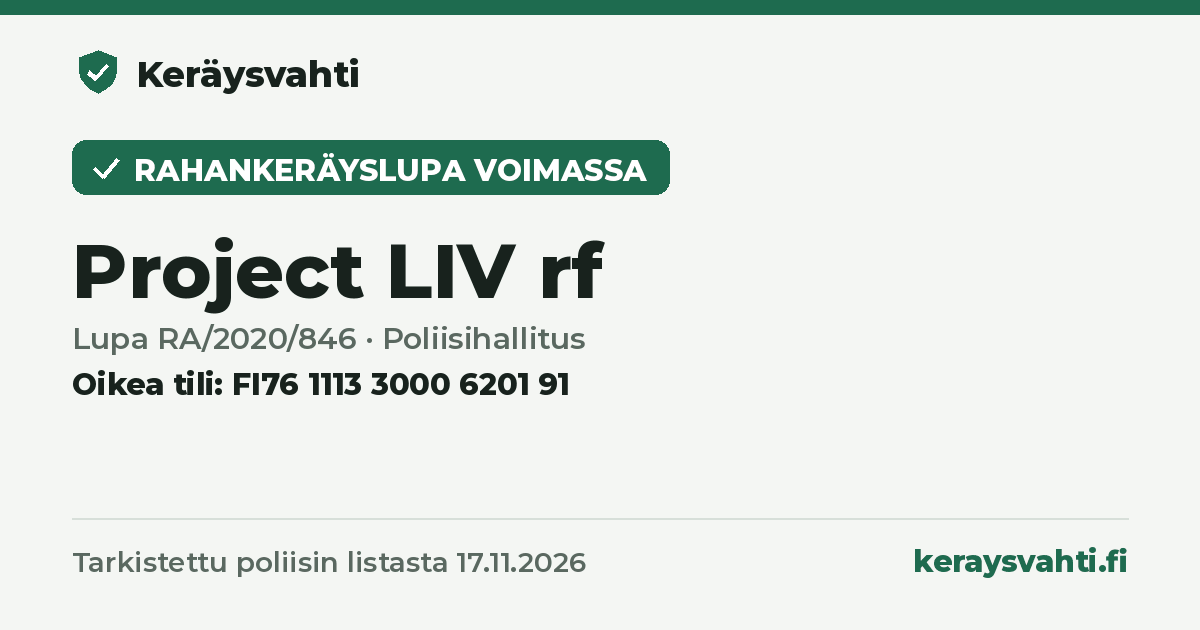 Keräysvahti
RAHANKERÄYSLUPA VOIMASSA
Project LIV rf
Lupa RA/2020/846 · Poliisihallitus
Oikea tili: FI76 1113 3000 6201 91
Tarkistettu poliisin listasta 17.11.2026
keraysvahti.fi